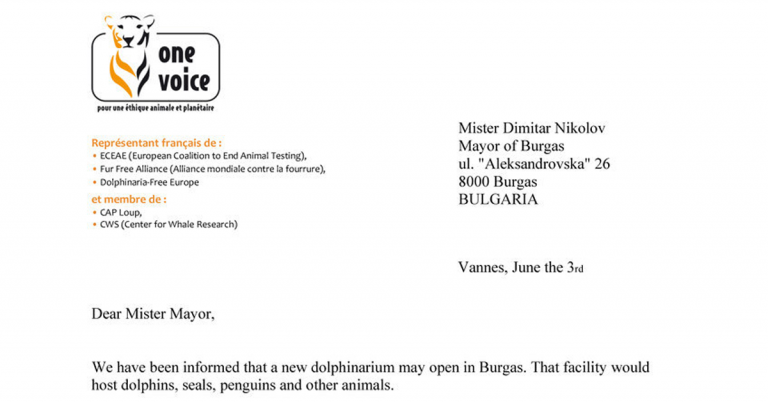 one
voice
pour une éthique animale et planétaire
Représentant français de :
• ECEAE (European Coalition to End Animal Testing),
• Fur Free Alliance (Alliance mondiale contre la fourrure),
• Dolphinaria-Free Europe
et membre de :
• CAP Loup,
• CWS (Center for Whale Research)
Mister Dimitar Nikolov
Mayor of Burgas
ul. "Aleksandrovska" 26
8000 Burgas
BULGARIA
Vannes, June the 3rd
Dear Mister Mayor,
We have been informed that a new dolphinarium may open in Burgas. That facility would
host dolphins, seals, penguins and other animals.